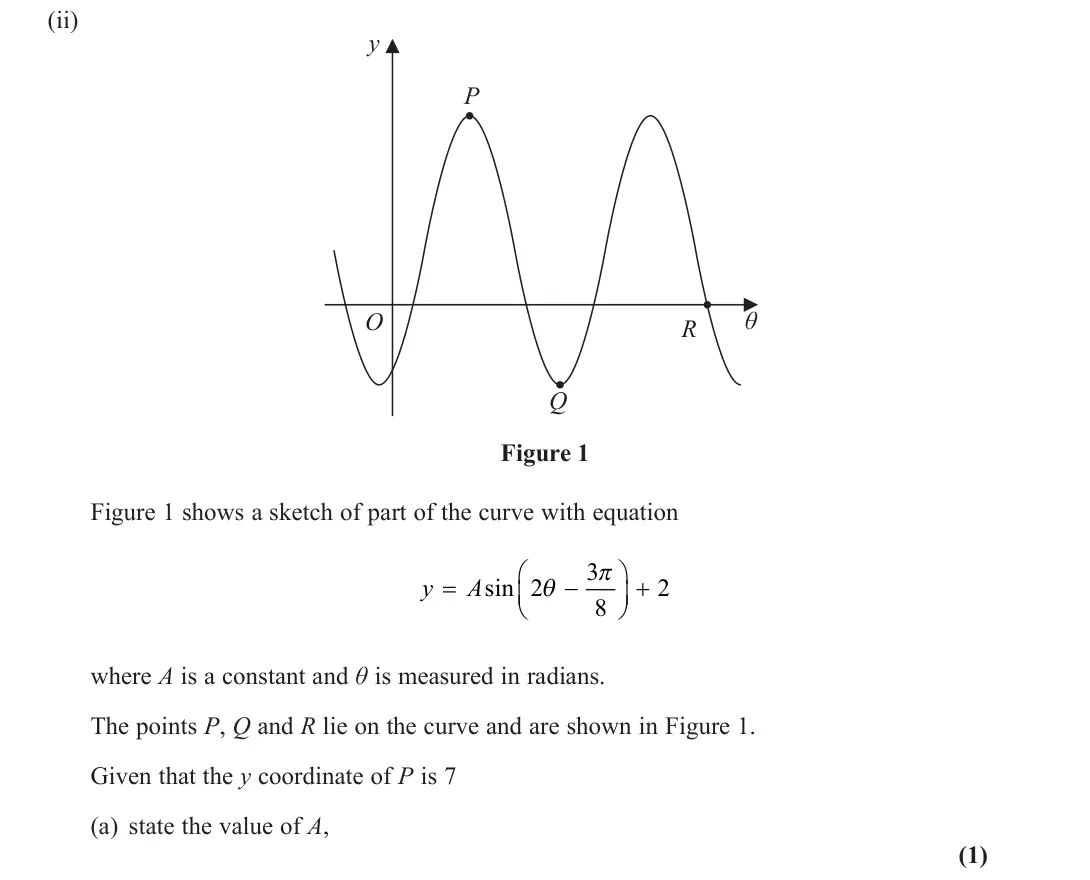 (ii)
y
P
O
R
θ
Q
Figure 1
Figure 1 shows a sketch of part of the curve with equation
y = A sin(2θ − 3π/8) + 2
where A is a constant and θ is measured in radians.
The points P, Q and R lie on the curve and are shown in Figure 1.
Given that the y coordinate of P is 7
(a) state the value of A,
(1)